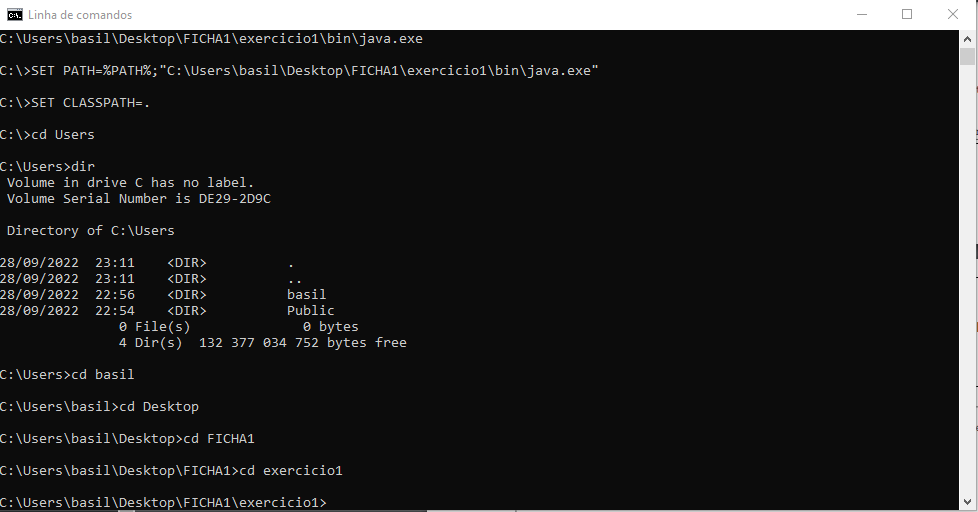 Linha de comandos
C:\Users\basil\Desktop\FICHA1\exercicio1\bin\java.exe
C:\>SET PATH=%PATH%;"C:\Users\basil\Desktop\FICHA1\exercicio1\bin\java.exe"
C:\>SET CLASSPATH=.
C:\>cd Users
C:\Users>dir
Volume in drive C has no label.
Volume Serial Number is DE29-2D9C
Directory of C:\Users
28/09/2022  23:11    <DIR>          .
28/09/2022  23:11    <DIR>          ..
28/09/2022  22:56    <DIR>          basil
28/09/2022  22:54    <DIR>          Public
0 File(s)              0 bytes
4 Dir(s)  132 377 034 752 bytes free
C:\Users>cd basil
C:\Users\basil>cd Desktop
C:\Users\basil\Desktop>cd FICHA1
C:\Users\basil\Desktop\FICHA1>cd exercicio1
C:\Users\basil\Desktop\FICHA1\exercicio1>